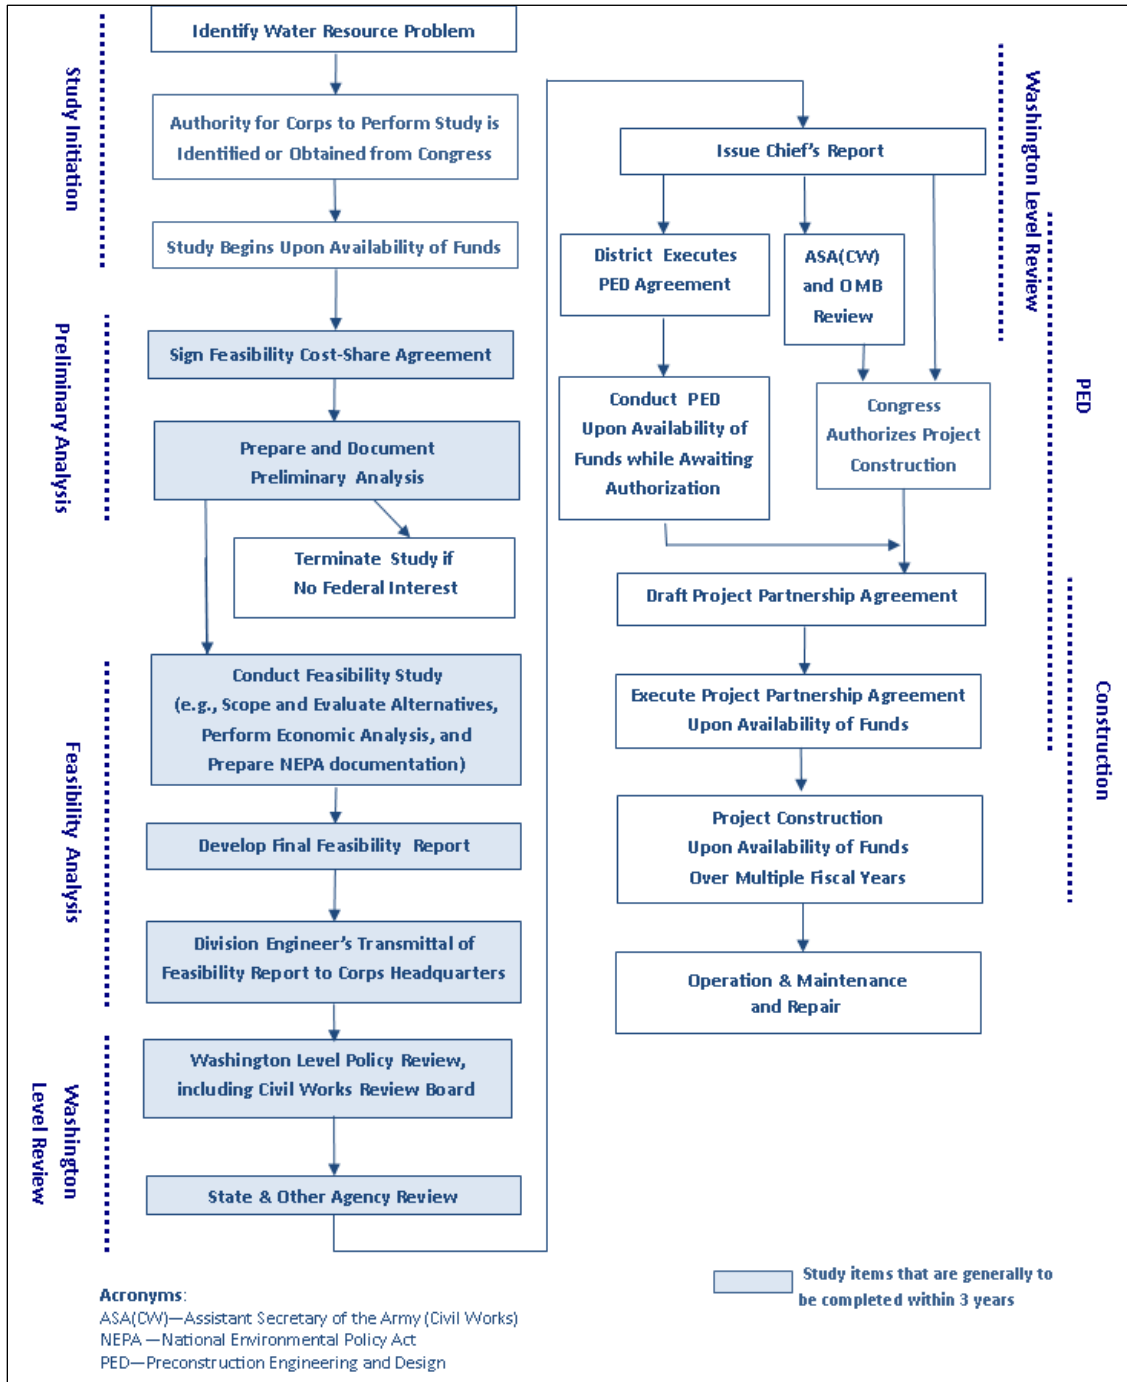 Study Initiation
Identify Water Resource Problem
Authority for Corps to Perform Study is
Identified or Obtained from Congress
Study Begins Upon Availability of Funds
Preliminary Analysis
Sign Feasibility Cost-Share Agreement
Prepare and Document
Preliminary Analysis
Terminate Study if
No Federal Interest
Feasibility Analysis
Conduct Feasibility Study
(e.g., Scope and Evaluate Alternatives,
Perform Economic Analysis, and
Prepare NEPA documentation)
Develop Final Feasibility Report
Division Engineer's Transmittal of
Feasibility Report to Corps Headquarters
Washington
Level Review
Washington Level Policy Review,
including Civil Works Review Board
State & Other Agency Review
Washington Level Review
Issue Chief's Report
District Executes
PED Agreement
ASA(CW)
and OMB
Review
PED
Conduct PED
Upon Availability of
Funds while Awaiting
Authorization
Congress
Authorizes Project
Construction
Draft Project Partnership Agreement
Execute Project Partnership Agreement
Upon Availability of Funds
Construction
Project Construction
Upon Availability of Funds
Over Multiple Fiscal Years
Operation & Maintenance
and Repair
Study items that are generally to
be completed within 3 years
Acronyms:
ASA(CW)—Assistant Secretary of the Army (Civil Works)
NEPA —National Environmental Policy Act
PED—Preconstruction Engineering and Design